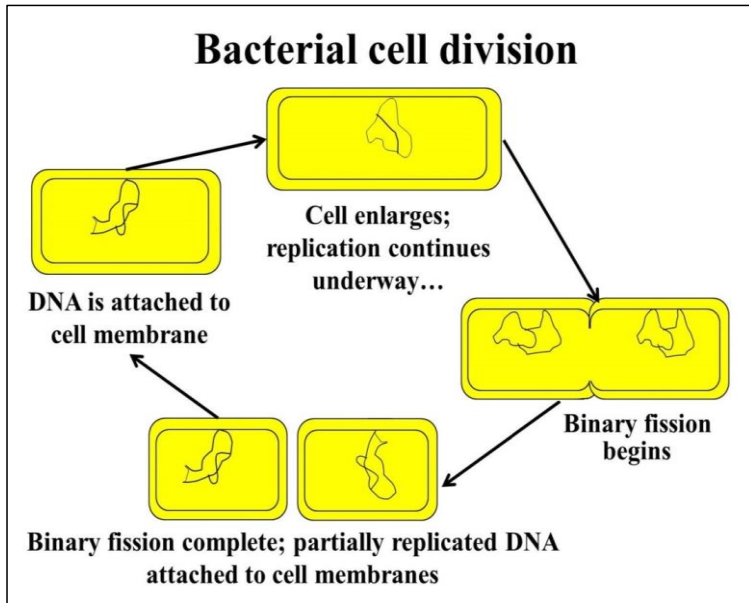 Bacterial cell division
Cell enlarges;
replication continues
underway…
DNA is attached to
cell membrane
Binary fission
begins
Binary fission complete; partially replicated DNA
attached to cell membranes